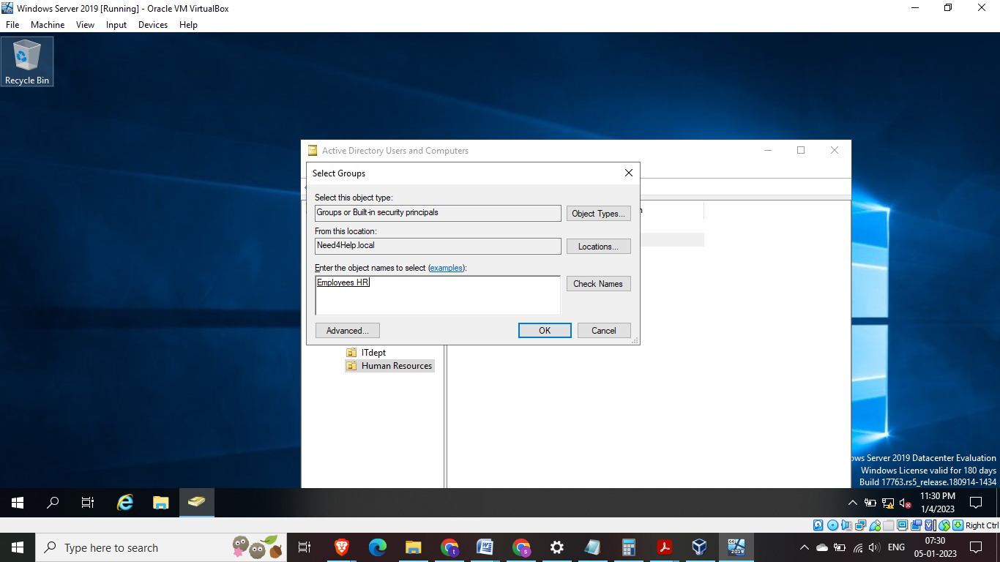 Windows Server 2019 [Running] - Oracle VM VirtualBox
File Machine View Input Devices Help
Recycle Bin
Active Directory Users and Computers
Select Groups
Select this object type:
Groups or Built-in security principals
Object Types...
From this location:
Need4Help.local
Locations...
Enter the object names to select (examples):
Employees HR
Check Names
Advanced...
OK
Cancel
ITdept
Human Resources
Server 2019 Datacenter Evaluation
Windows License valid for 180 days
Build 17763.rs5_release.180914-1434
11:30 PM
1/4/2023
Right Ctrl
Type here to search
64
2019
ENG
07:30
05-01-2023